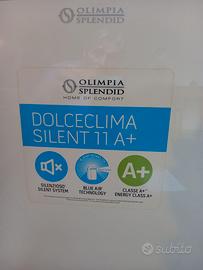 OLIMPIA
SPLENDID
OLIMPIA
SPLENDID
HOME OF COMFORT
DOLCECLIMA
SILENT 11 A+
A+
SILENZIOSO
SILENT SYSTEM
BLUE AIR
TECHNOLOGY
CLASSE A+
ENERGY CLASS A+
subito